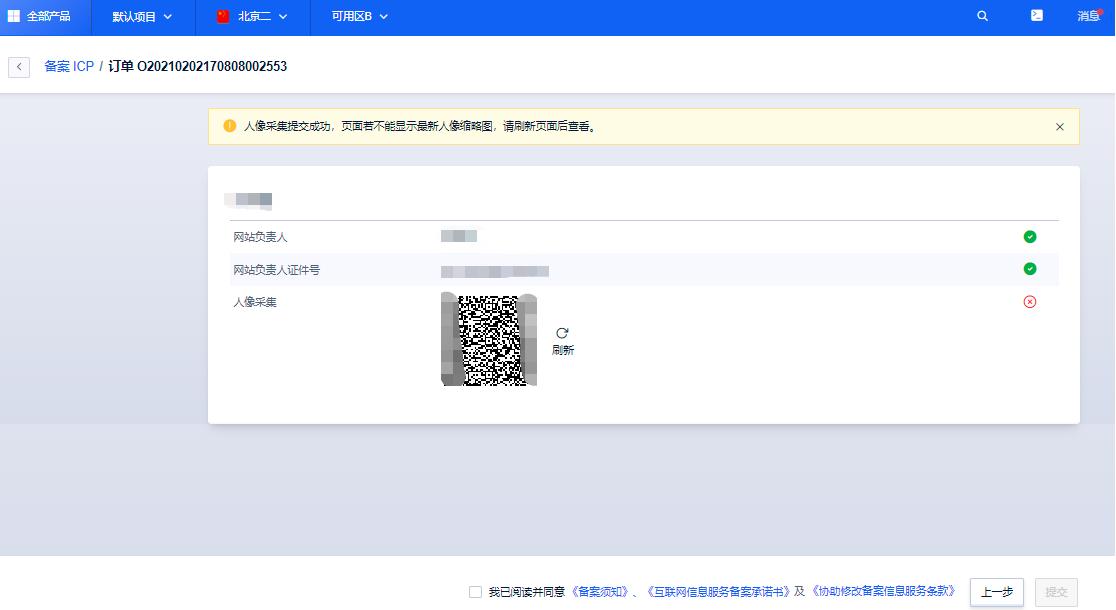 全部产品 默认项目 北京二 可用区B 消息
备案 ICP / 订单 O20210202170808002553
人像采集提交成功，页面若不能显示最新人像缩略图，请刷新页面后查看。
网站负责人
网站负责人证件号
人像采集
刷新
我已阅读并同意《备案须知》、《互联网信息服务备案承诺书》及《协助修改备案信息服务条款》 上一步 提交